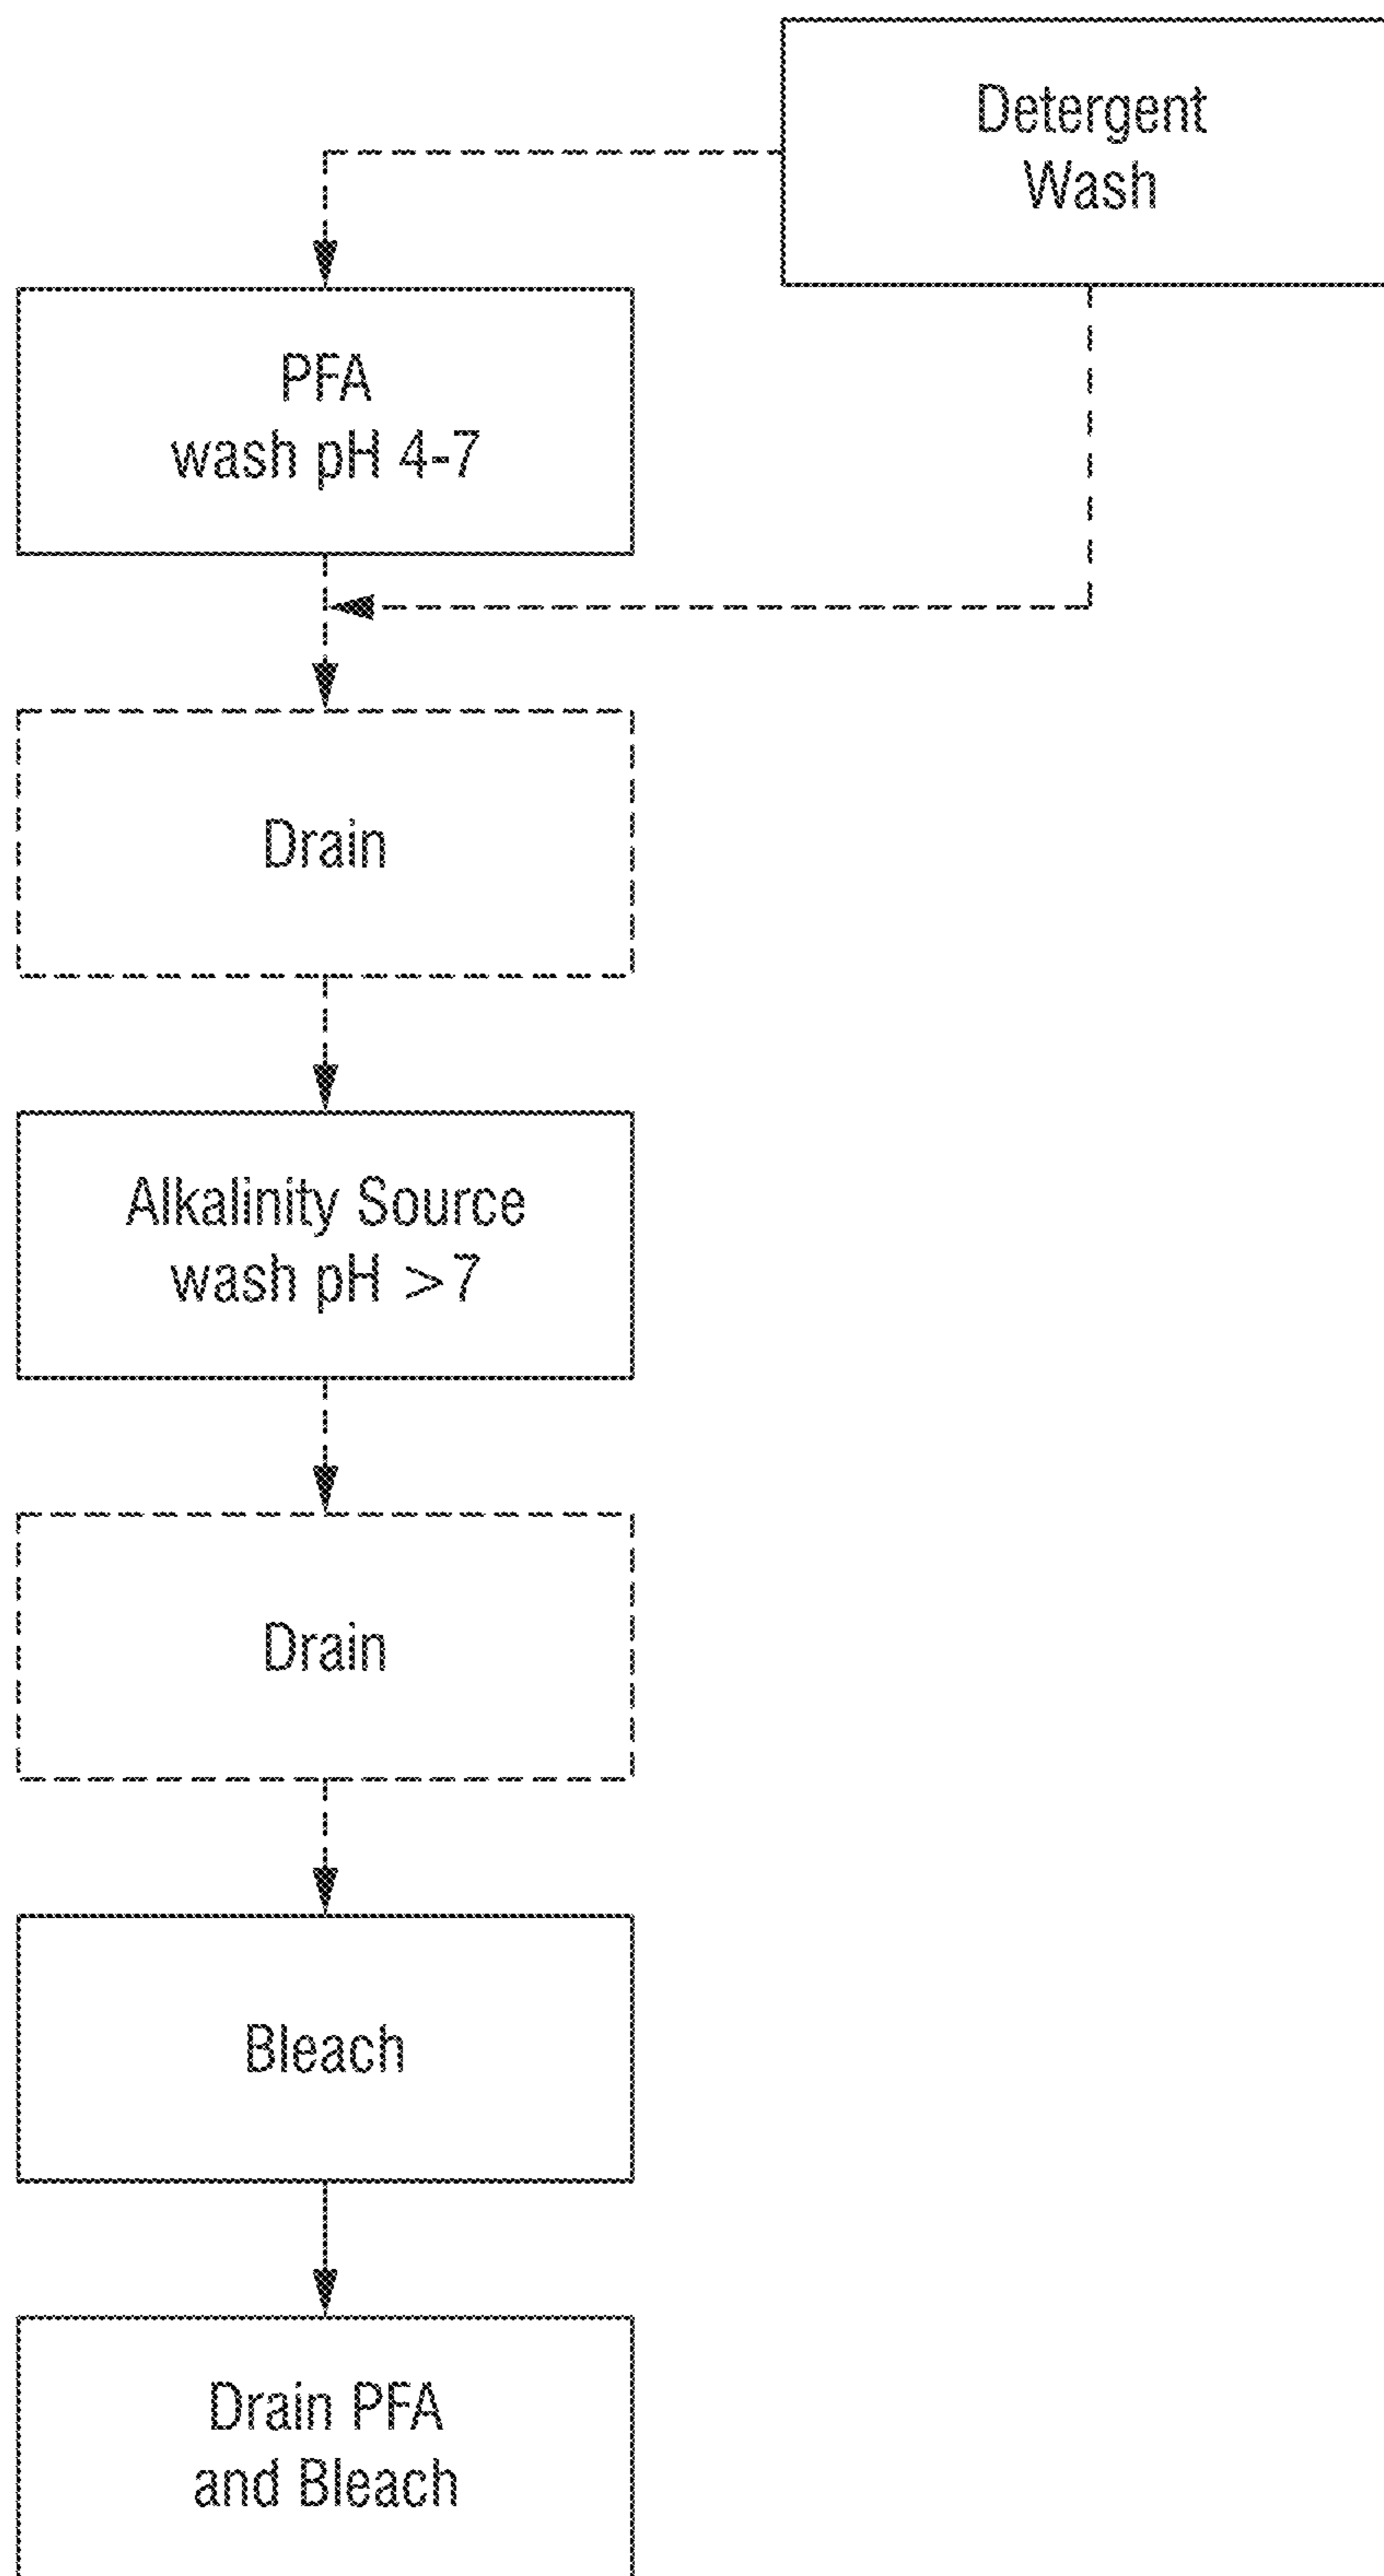 Detergent
Wash
PFA
wash pH 4-7
Drain
Alkalinity Source
wash pH >7
Drain
Bleach
Drain PFA
and Bleach